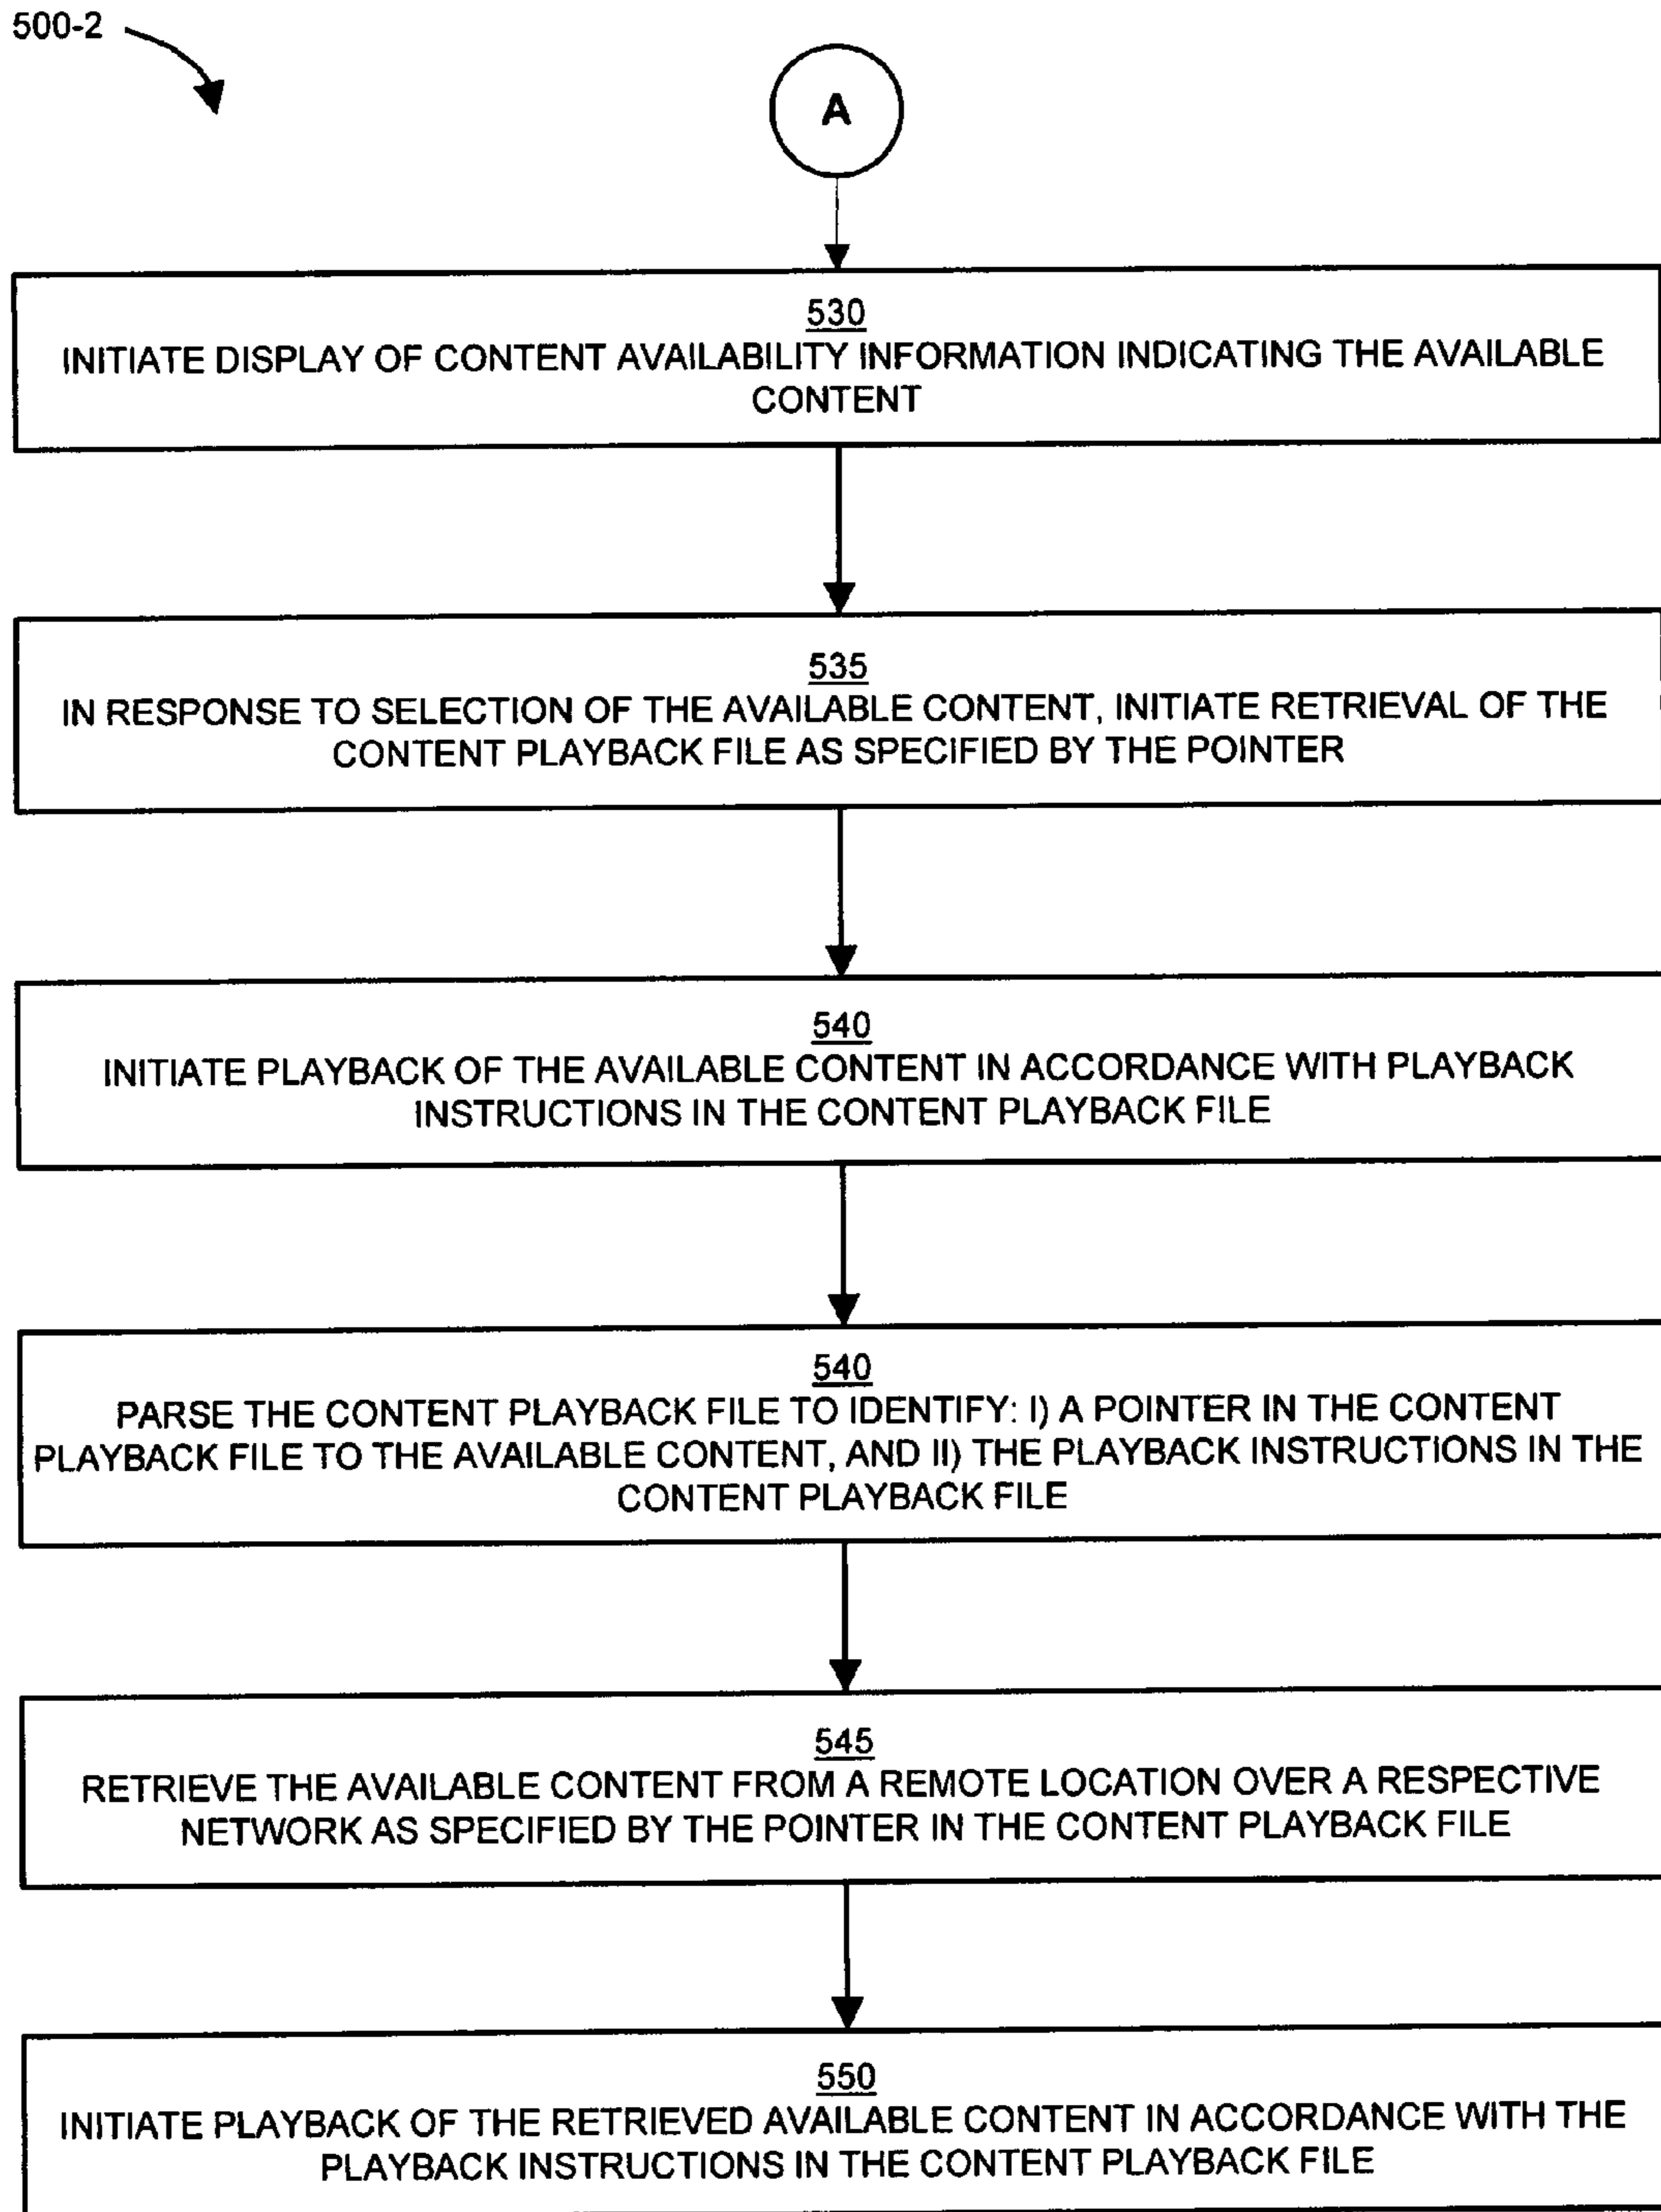 500-2
A
530
INITIATE DISPLAY OF CONTENT AVAILABILITY INFORMATION INDICATING THE AVAILABLE
CONTENT
535
IN RESPONSE TO SELECTION OF THE AVAILABLE CONTENT, INITIATE RETRIEVAL OF THE
CONTENT PLAYBACK FILE AS SPECIFIED BY THE POINTER
540
INITIATE PLAYBACK OF THE AVAILABLE CONTENT IN ACCORDANCE WITH PLAYBACK
INSTRUCTIONS IN THE CONTENT PLAYBACK FILE
540
PARSE THE CONTENT PLAYBACK FILE TO IDENTIFY: I) A POINTER IN THE CONTENT
PLAYBACK FILE TO THE AVAILABLE CONTENT, AND II) THE PLAYBACK INSTRUCTIONS IN THE
CONTENT PLAYBACK FILE
545
RETRIEVE THE AVAILABLE CONTENT FROM A REMOTE LOCATION OVER A RESPECTIVE
NETWORK AS SPECIFIED BY THE POINTER IN THE CONTENT PLAYBACK FILE
550
INITIATE PLAYBACK OF THE RETRIEVED AVAILABLE CONTENT IN ACCORDANCE WITH THE
PLAYBACK INSTRUCTIONS IN THE CONTENT PLAYBACK FILE